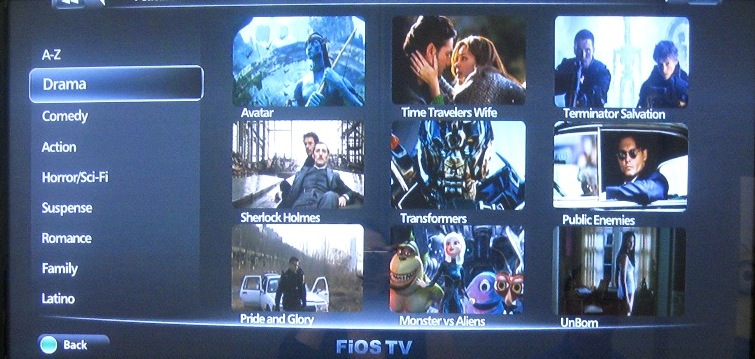 A-Z
Drama
Comedy
Action
Horror/Sci-Fi
Suspense
Romance
Family
Latino
Avatar
Time Travelers Wife
Terminator Salvation
Sherlock Holmes
Transformers
Public Enemies
Pride and Glory
Monster vs Aliens
UnBorn
Back
FiOS TV